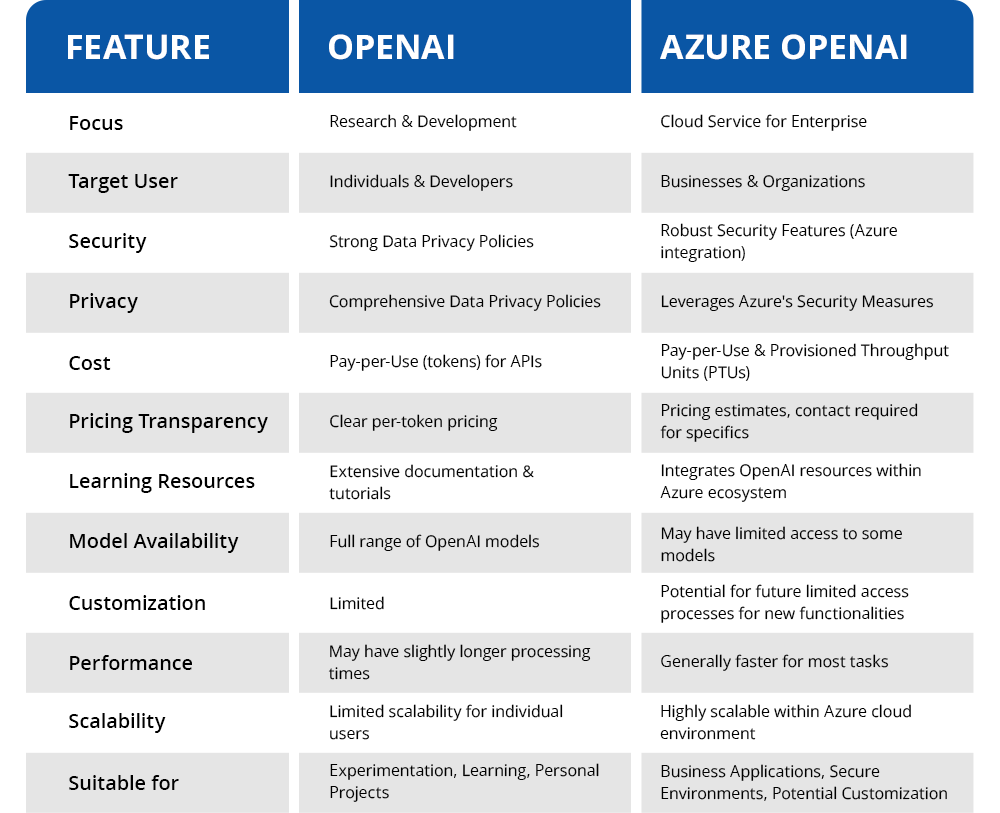 FEATURE
OPENAI
AZURE OPENAI
Focus
Research & Development
Cloud Service for Enterprise
Target User
Individuals & Developers
Businesses & Organizations
Security
Strong Data Privacy Policies
Robust Security Features (Azure
integration)
Privacy
Comprehensive Data Privacy Policies
Leverages Azure's Security Measures
Cost
Pay-per-Use (tokens) for APIs
Pay-per-Use & Provisioned Throughput
Units (PTUs)
Pricing Transparency
Clear per-token pricing
Pricing estimates, contact required
for specifics
Learning Resources
Extensive documentation &
tutorials
Integrates OpenAI resources within
Azure ecosystem
Model Availability
Full range of OpenAI models
May have limited access to some
models
Customization
Limited
Potential for future limited access
processes for new functionalities
Performance
May have slightly longer processing
times
Generally faster for most tasks
Scalability
Limited scalability for individual
users
Highly scalable within Azure cloud
environment
Suitable for
Experimentation, Learning, Personal
Projects
Business Applications, Secure
Environments, Potential Customization